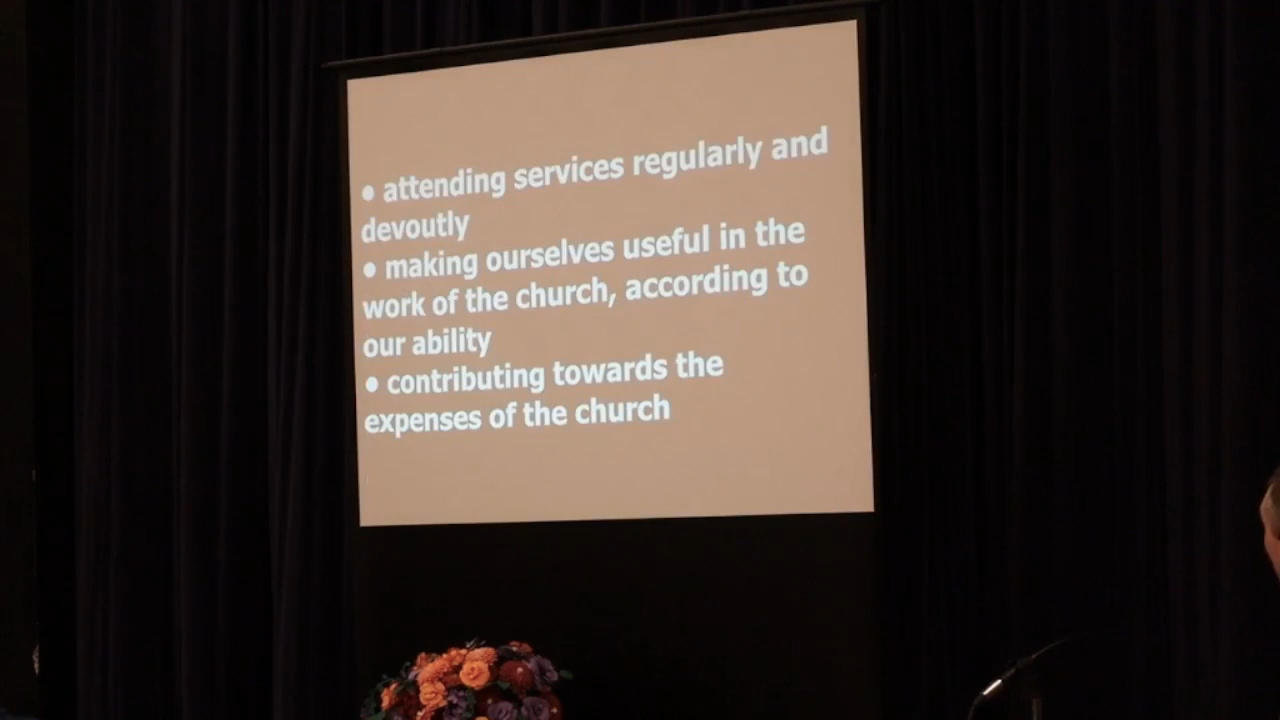 • attending services regularly and
devoutly
• making ourselves useful in the
work of the church, according to
our ability
• contributing towards the
expenses of the church